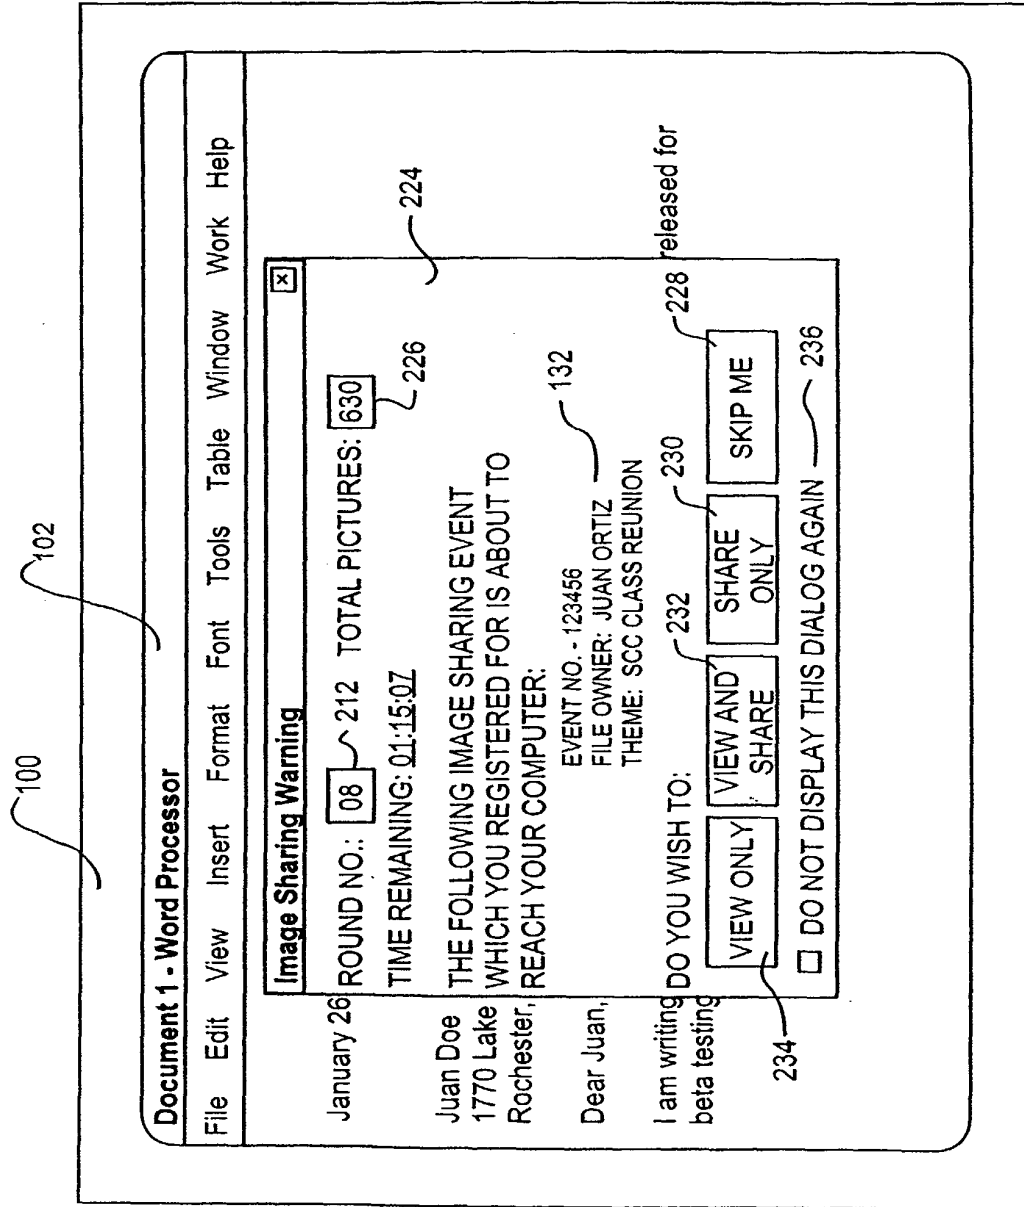 100
102
Document 1 - Word Processor
File Edit View Insert Format Font Tools Table Window Work Help
Image Sharing Warning
x
January 26
ROUND NO.: 08 212 TOTAL PICTURES: 630
226
224
TIME REMAINING: 01:15:07
Juan Doe
1770 Lake
Rochester,
THE FOLLOWING IMAGE SHARING EVENT
WHICH YOU REGISTERED FOR IS ABOUT TO
REACH YOUR COMPUTER:
132
EVENT NO. - 123456
FILE OWNER: JUAN ORTIZ
THEME: SCC CLASS REUNION
Dear Juan,
I am writing
beta testing
released for
DO YOU WISH TO:
232
230
228
VIEW ONLY
VIEW AND
SHARE
SHARE
ONLY
SKIP ME
234
DO NOT DISPLAY THIS DIALOG AGAIN
236